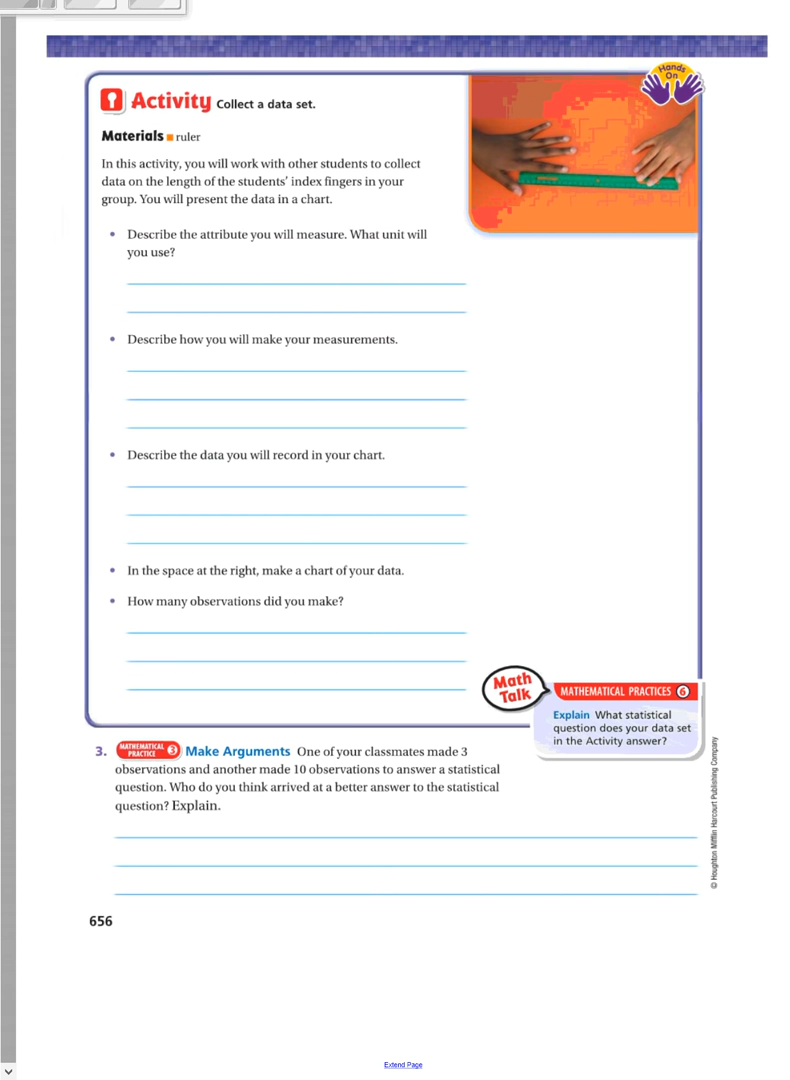 Hands
On
Activity Collect a data set.
Materials ■ ruler
In this activity, you will work with other students to collect
data on the length of the students' index fingers in your
group. You will present the data in a chart.
• Describe the attribute you will measure. What unit will
you use?
• Describe how you will make your measurements.
• Describe the data you will record in your chart.
• In the space at the right, make a chart of your data.
• How many observations did you make?
Math
Talk
MATHEMATICAL PRACTICES 6
Explain What statistical
question does your data set
in the Activity answer?
3. MATHEMATICAL PRACTICE 3 Make Arguments One of your classmates made 3
observations and another made 10 observations to answer a statistical
question. Who do you think arrived at a better answer to the statistical
question? Explain.
© Houghton Mifflin Harcourt Publishing Company
656
Extend Page